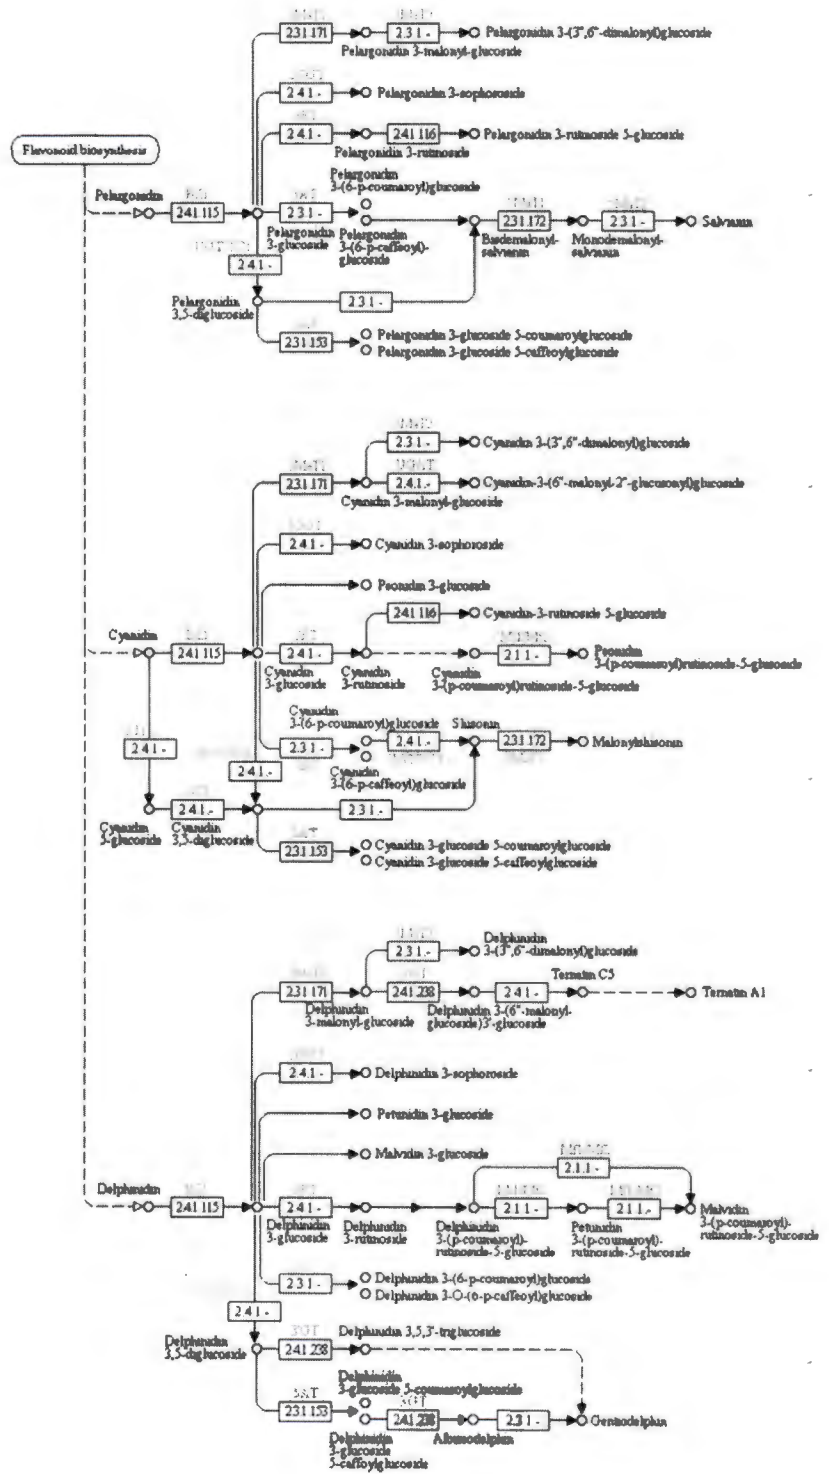 2.3.1.171
2.3.1.-
Pelargonidin 3-(3",6"-dimalonyl)glucoside
Pelargonidin 3-malonyl-glucoside
2.4.1.-
Pelargonidin 3-sophoroside
Flavonoid biosynthesis
2.4.1.-
2.4.1.116
Pelargonidin 3-rutinoside 5-glucoside
Pelargonidin 3-rutinoside
Pelargonidin
3-(6-p-coumaroyl)glucoside
Pelargonidin
2.4.1.115
2.3.1.-
2.3.1.172
2.3.1.-
Salvianin
Pelargonidin
3-glucoside
Pelargonidin
3-(6-p-caffeoyl)-
glucoside
Bisdemalonyl-
salvianin
Monodemalonyl-
salvianin
2.4.1.-
Pelargonidin
3,5-diglucoside
2.3.1.-
2.3.1.153
Pelargonidin 3-glucoside 5-coumaroylglucoside
Pelargonidin 3-glucoside 5-caffeoylglucoside
2.3.1.-
Cyanidin 3-(3",6"-dimalonyl)glucoside
2.3.1.171
2.4.1.-
Cyanidin-3-(6"-malonyl-2"-glucuronyl)glucoside
Cyanidin 3-malonyl-glucoside
2.4.1.-
Cyanidin 3-sophoroside
Peonidin 3-glucoside
2.4.1.116
Cyanidin-3-rutinoside 5-glucoside
Cyanidin
2.4.1.115
2.4.1.-
2.1.1.-
Peonidin
3-(p-coumaroyl)rutinoside-5-glucoside
Cyanidin
3-glucoside
Cyanidin
3-rutinoside
Cyanidin
3-(p-coumaroyl)rutinoside-5-glucoside
Cyanidin
3-(6-p-coumaroyl)glucoside
Shisonin
2.4.1.-
2.3.1.-
2.4.1.-
2.3.1.172
Malonylshisonin
Cyanidin
3-(6-p-caffeoyl)glucoside
2.4.1.-
2.4.1.-
2.3.1.-
Cyanidin
5-glucoside
Cyanidin
3,5-diglucoside
2.3.1.153
Cyanidin 3-glucoside 5-coumaroylglucoside
Cyanidin 3-glucoside 5-caffeoylglucoside
2.3.1.-
Delphinidin
3-(3",6"-dimalonyl)glucoside
2.3.1.171
2.4.1.238
2.4.1.-
Ternatin C5
Ternatin A1
Delphinidin
3-malonyl-glucoside
Delphinidin 3-(6"-malonyl-
glucoside)3'-glucoside
2.4.1.-
Delphinidin 3-sophoroside
Petunidin 3-glucoside
Malvidin 3-glucoside
2.1.1.-
Delphinidin
2.4.1.115
2.4.1.-
2.1.1.-
2.1.1.-
Malvidin
3-(p-coumaroyl)-
rutinoside-5-glucoside
Delphinidin
3-glucoside
Delphinidin
3-rutinoside
Delphinidin
3-(p-coumaroyl)-
rutinoside-5-glucoside
Petunidin
3-(p-coumaroyl)-
rutinoside-5-glucoside
2.3.1.-
Delphinidin 3-(6-p-coumaroyl)glucoside
Delphinidin 3-O-(6-p-caffeoyl)glucoside
2.4.1.-
Delphinidin
3,5-diglucoside
2.4.1.238
Delphinidin 3,5,3'-triglucoside
Delphinidin
3-glucoside 5-coumaroylglucoside
2.3.1.153
2.4.1.238
2.3.1.-
Gentiodelphin
Delphinidin
3-glucoside
5-caffoylglucoside
Albireodelphin